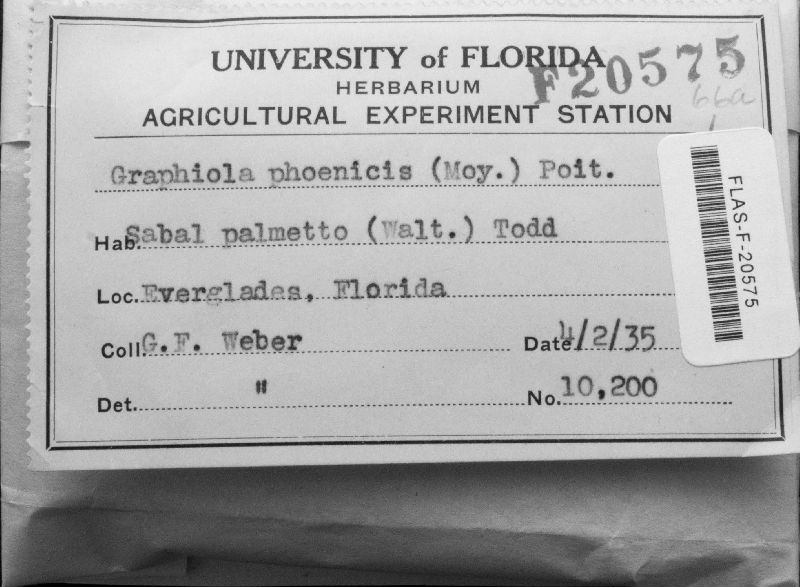 UNIVERSITY of FLORIDA
F20575
HERBARIUM
66a
AGRICULTURAL EXPERIMENT STATION
Graphiola phoenicis (Moy.) Poit.
Hab. Sabal palmetto (Walt.) Todd
Loc. Everglades, Florida
Coll. G.F. Weber Date 4/2/35
Det. " No. 10,200
FLAS-F-20575